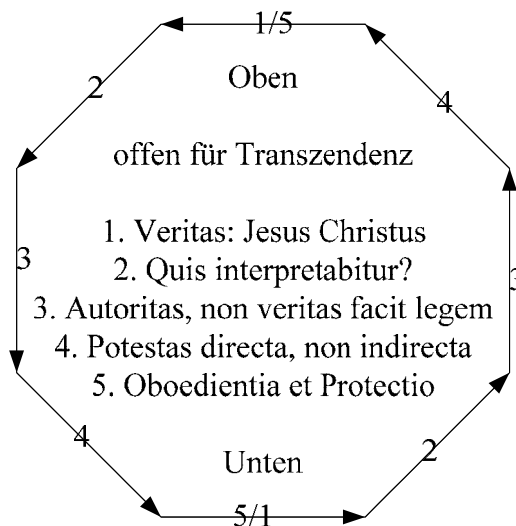 1/5
Oben
2
4
offen für Transzendenz
1. Veritas: Jesus Christus
2. Quis interpretabitur?
3
3
3. Autoritas, non veritas facit legem
4. Potestas directa, non indirecta
5. Oboedientia et Protectio
4
2
Unten
5/1